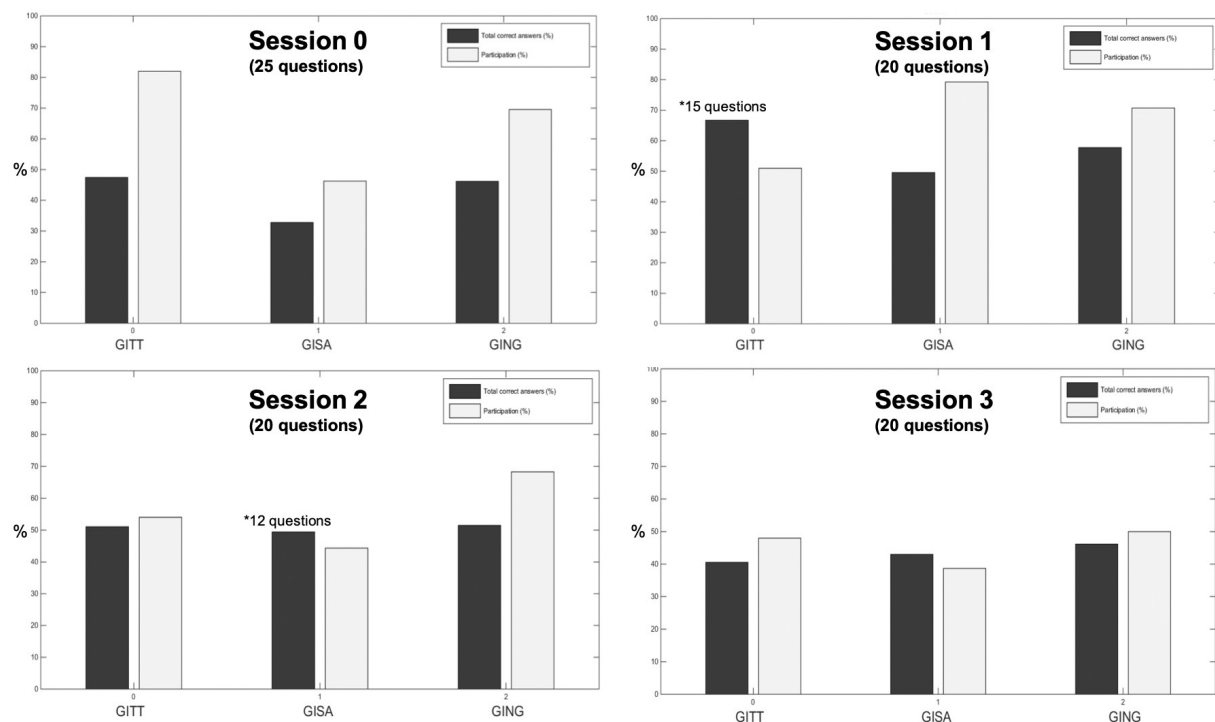 Session 0
(25 questions)
Total correct answers (%)
Participation (%)
100
90
80
70
60
50
40
30
20
10
0
%
0
1
2
GITT
GISA
GING
Session 1
(20 questions)
Total correct answers (%)
Participation (%)
*15 questions
100
90
80
70
60
50
40
30
20
10
0
%
0
1
2
GITT
GISA
GING
Session 2
(20 questions)
Total correct answers (%)
Participation (%)
*12 questions
100
90
80
70
60
50
40
30
20
10
0
%
0
1
2
GITT
GISA
GING
Session 3
(20 questions)
Total correct answers (%)
Participation (%)
100
90
80
70
60
50
40
30
20
10
0
%
0
1
2
GITT
GISA
GING